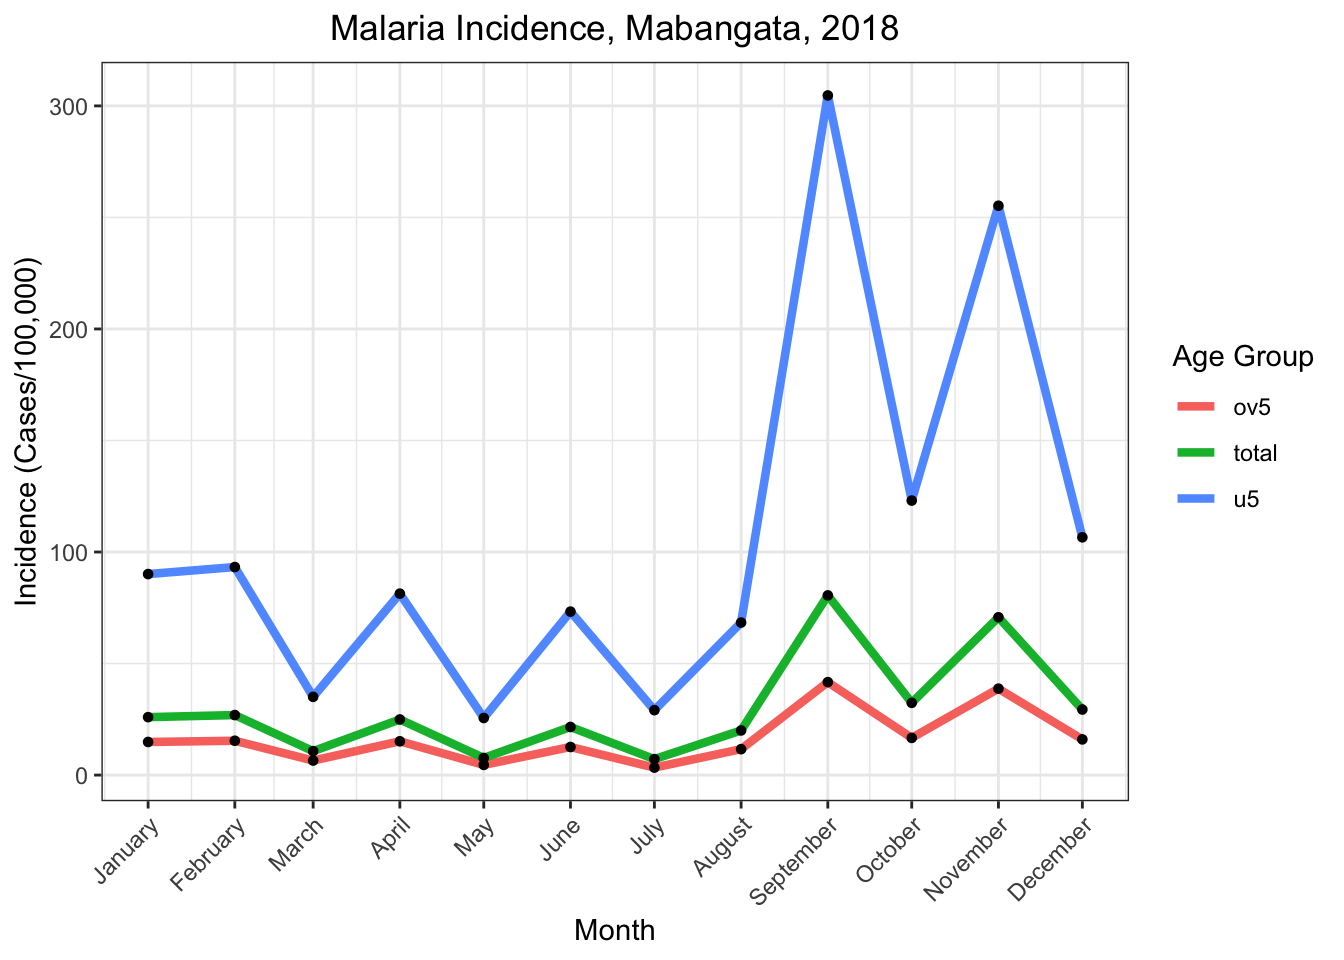 Malaria Incidence, Mabangata, 2018
Incidence (Cases/100,000)
300
200
100
0
January
February
March
April
May
June
July
August
September
October
November
December
Month
Age Group
ov5
total
u5